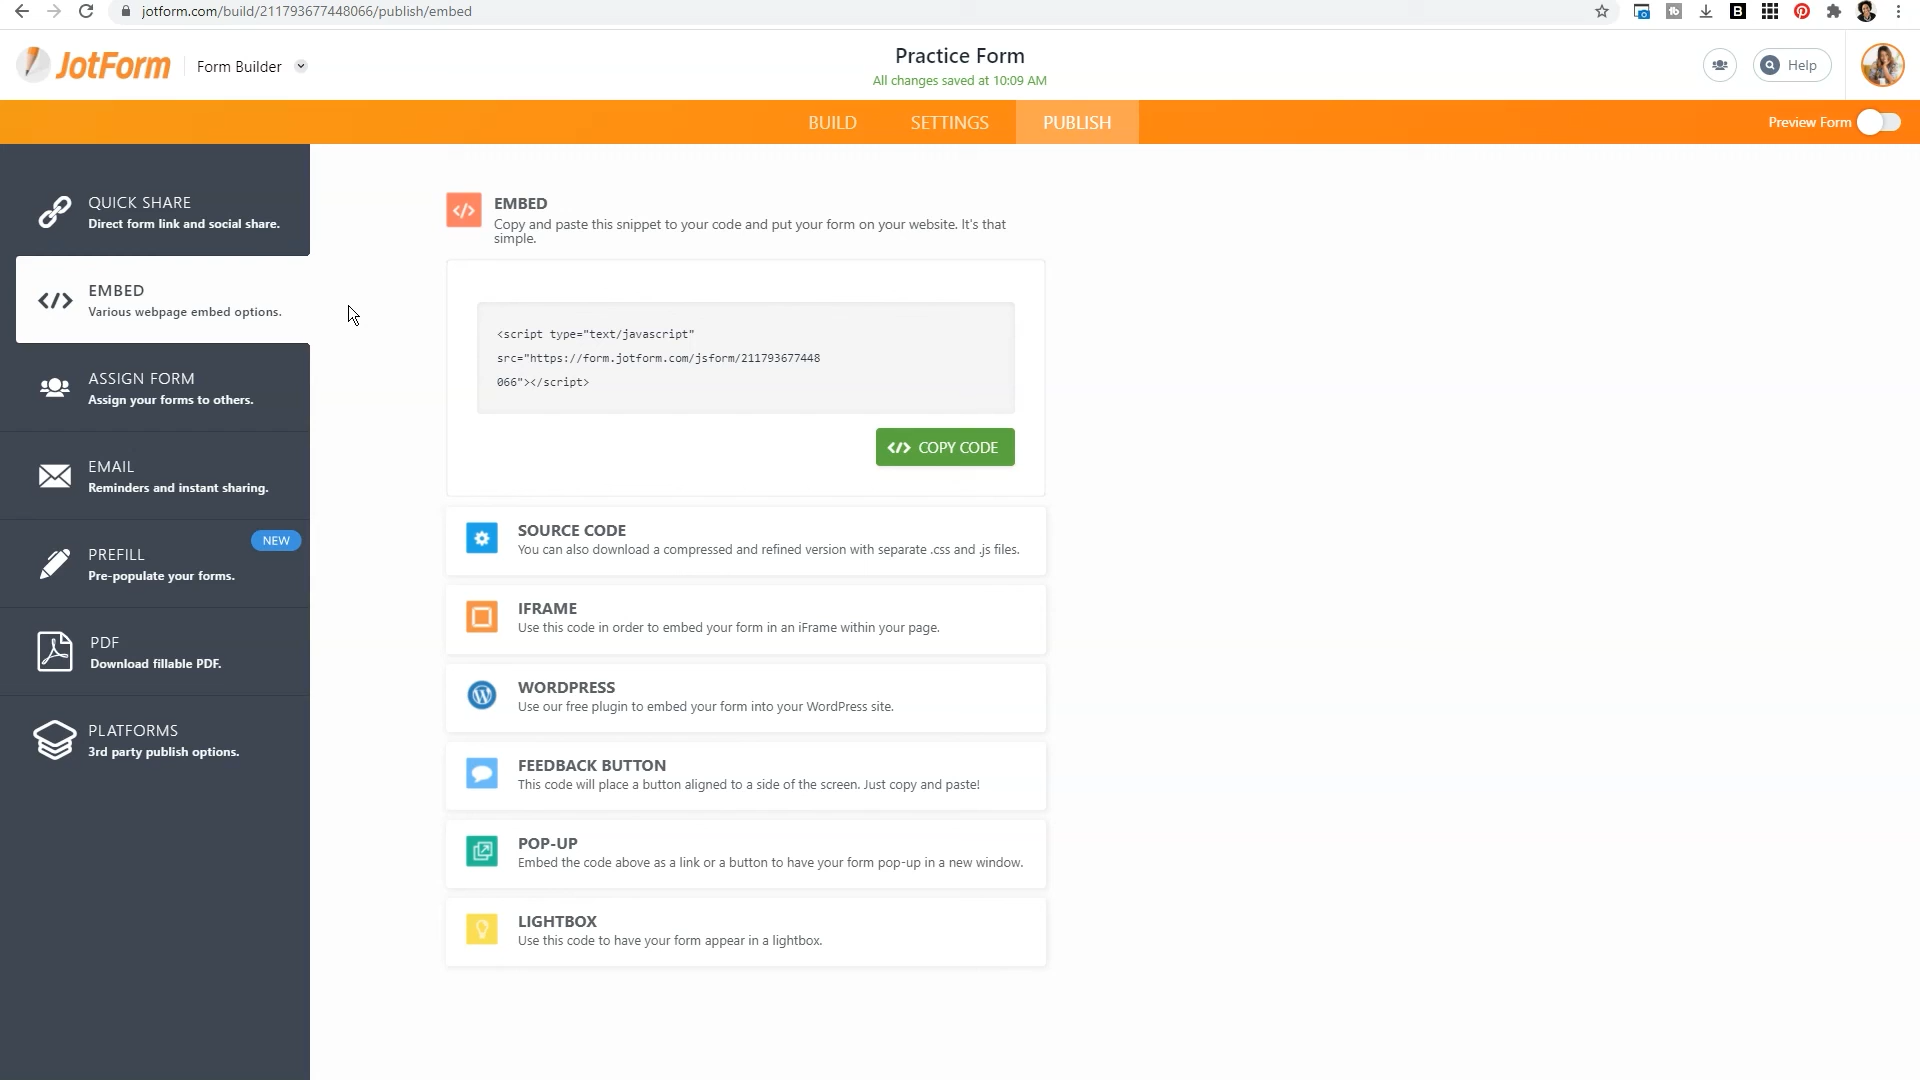 jotform.com/build/211793677448066/publish/embed
JotForm
Form Builder
Practice Form
All changes saved at 10:09 AM
Help
BUILD
SETTINGS
PUBLISH
Preview Form
QUICK SHARE
Direct form link and social share.
EMBED
Various webpage embed options.
ASSIGN FORM
Assign your forms to others.
EMAIL
Reminders and instant sharing.
NEW
PREFILL
Pre-populate your forms.
PDF
Download fillable PDF.
PLATFORMS
3rd party publish options.
EMBED
Copy and paste this snippet to your code and put your form on your website. It's that
simple.
<script type="text/javascript"
src="https://form.jotform.com/jsform/211793677448
066"></script>
</> COPY CODE
SOURCE CODE
You can also download a compressed and refined version with separate .css and .js files.
IFRAME
Use this code in order to embed your form in an iFrame within your page.
WORDPRESS
Use our free plugin to embed your form into your WordPress site.
FEEDBACK BUTTON
This code will place a button aligned to a side of the screen. Just copy and paste!
POP-UP
Embed the code above as a link or a button to have your form pop-up in a new window.
LIGHTBOX
Use this code to have your form appear in a lightbox.